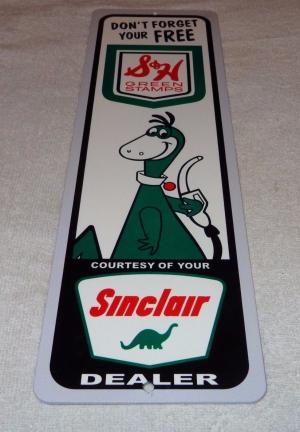 DON'T FORGET
YOUR FREE
S&H
GREEN
STAMPS
COURTESY OF YOUR
Sinclair
DEALER